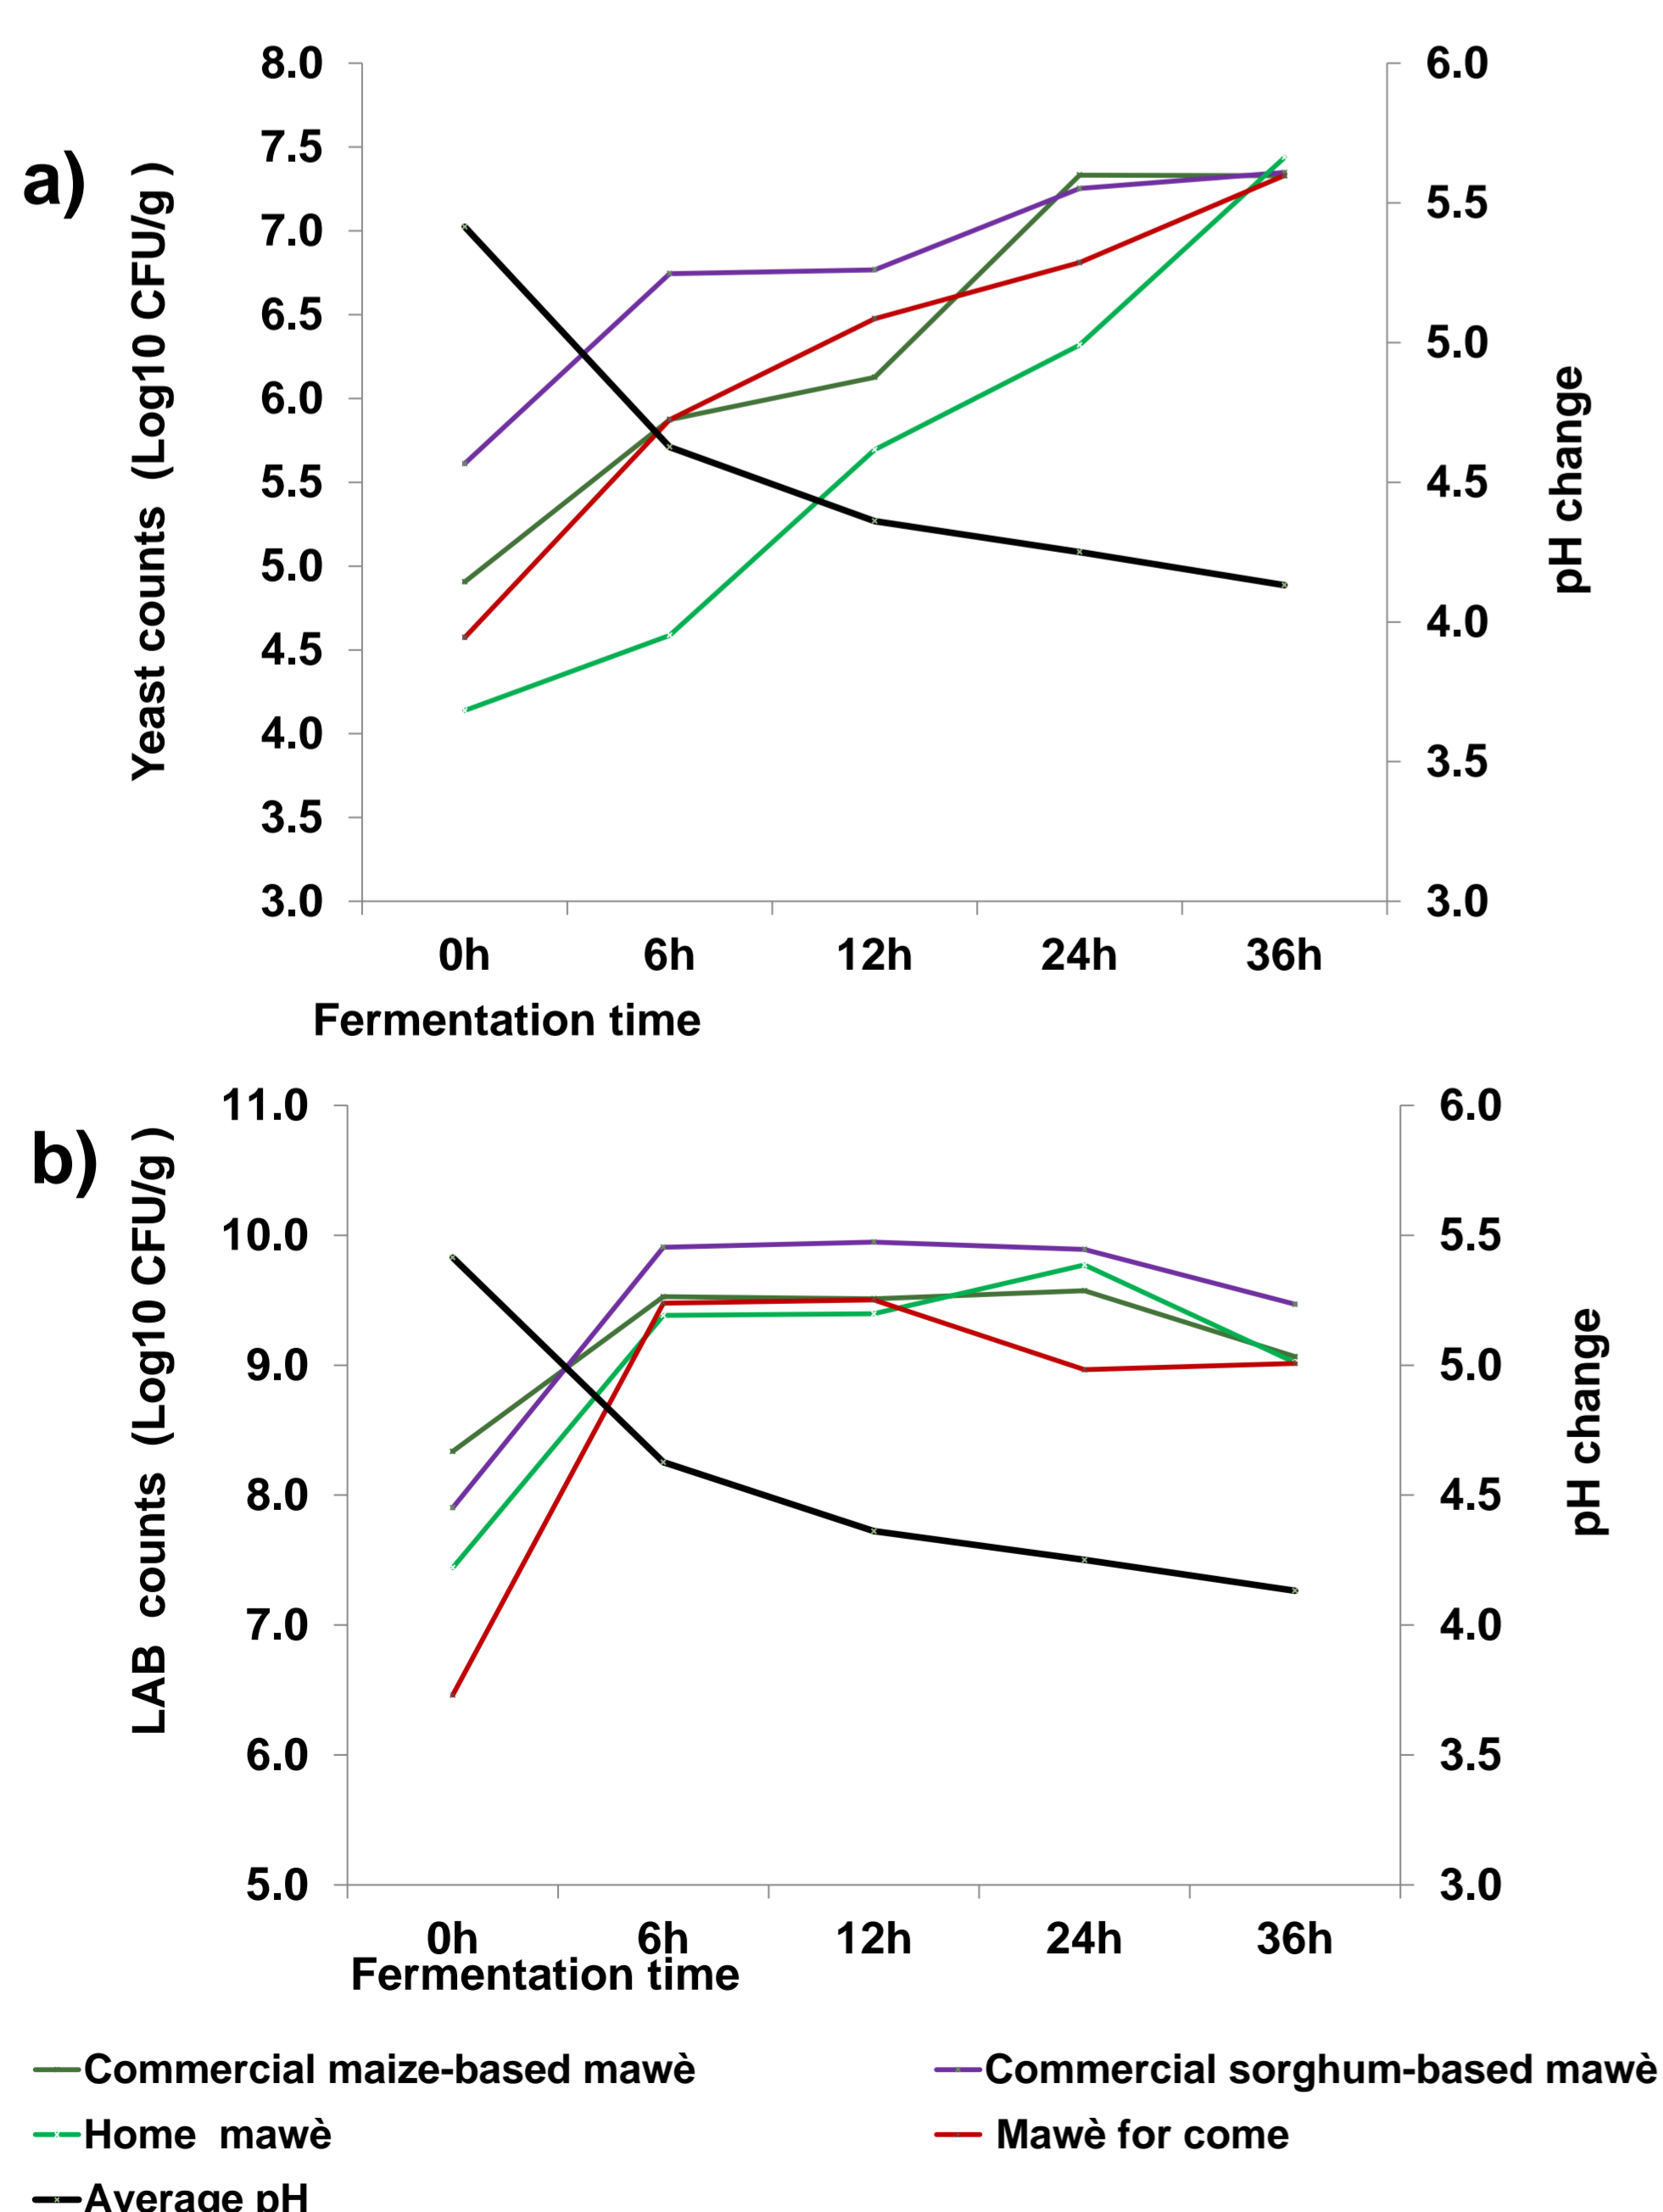 a)
Yeast counts (Log10 CFU/g )
8.0
7.5
7.0
6.5
6.0
5.5
5.0
4.5
4.0
3.5
3.0
6.0
5.5
5.0
4.5
4.0
3.5
3.0
pH change
0h 6h 12h 24h 36h
Fermentation time
b)
LAB counts (Log10 CFU/g )
11.0
10.0
9.0
8.0
7.0
6.0
5.0
6.0
5.5
5.0
4.5
4.0
3.5
3.0
pH change
0h 6h 12h 24h 36h
Fermentation time
Commercial maize-based mawè
Commercial sorghum-based mawè
Home mawè
Mawè for come
Average pH